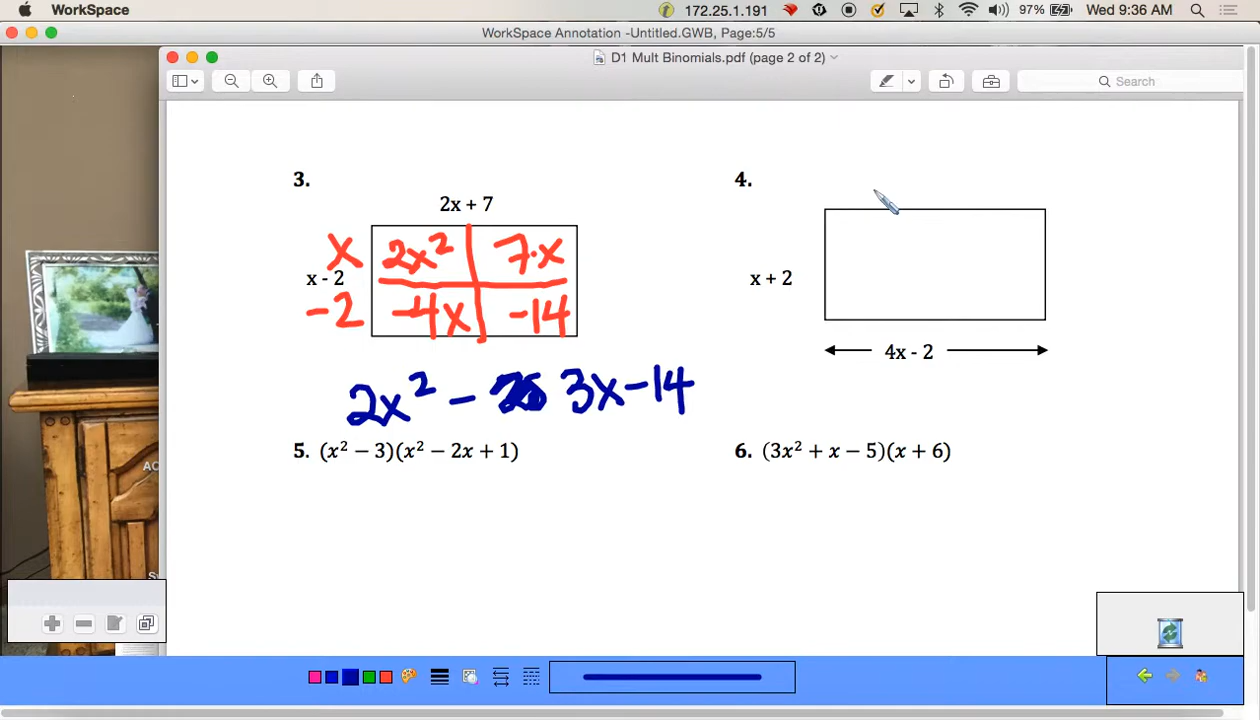 WorkSpace
172.25.1.191
97%
Wed 9:36 AM
WorkSpace Annotation -Untitled.GWB, Page:5/5
D1 Mult Binomials.pdf (page 2 of 2)
Search
3.
2x + 7
x 2x² 7·x
x - 2
-2 -4x -14
2x² - 3x-14
4.
x + 2
4x - 2
5. (x² − 3)(x² − 2x + 1)
6. (3x² + x − 5)(x + 6)